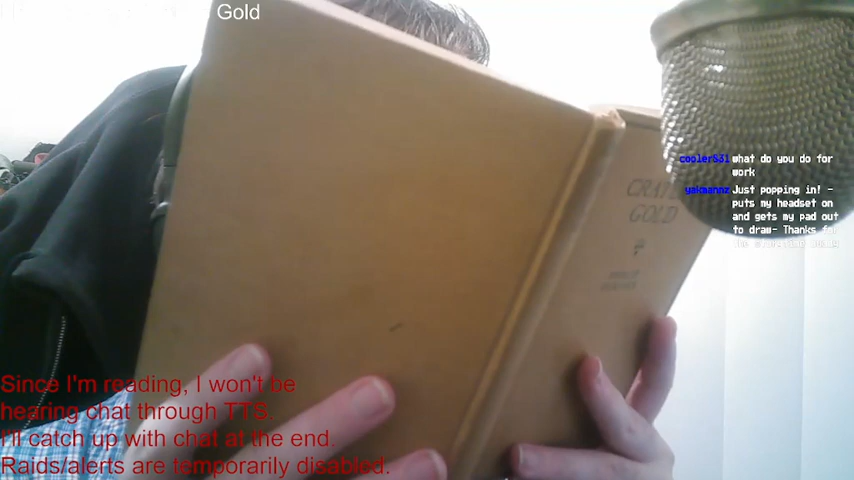 Gold
cooler831 what do you do for
work
yakmannz Just popping in! -
puts my headset on
and gets my pad out
to draw- Thanks for
GOLD
Since I'm reading, I won't be
hearing chat through TTS.
I'll catch up with chat at the end.
Raids/alerts are temporarily disabled.